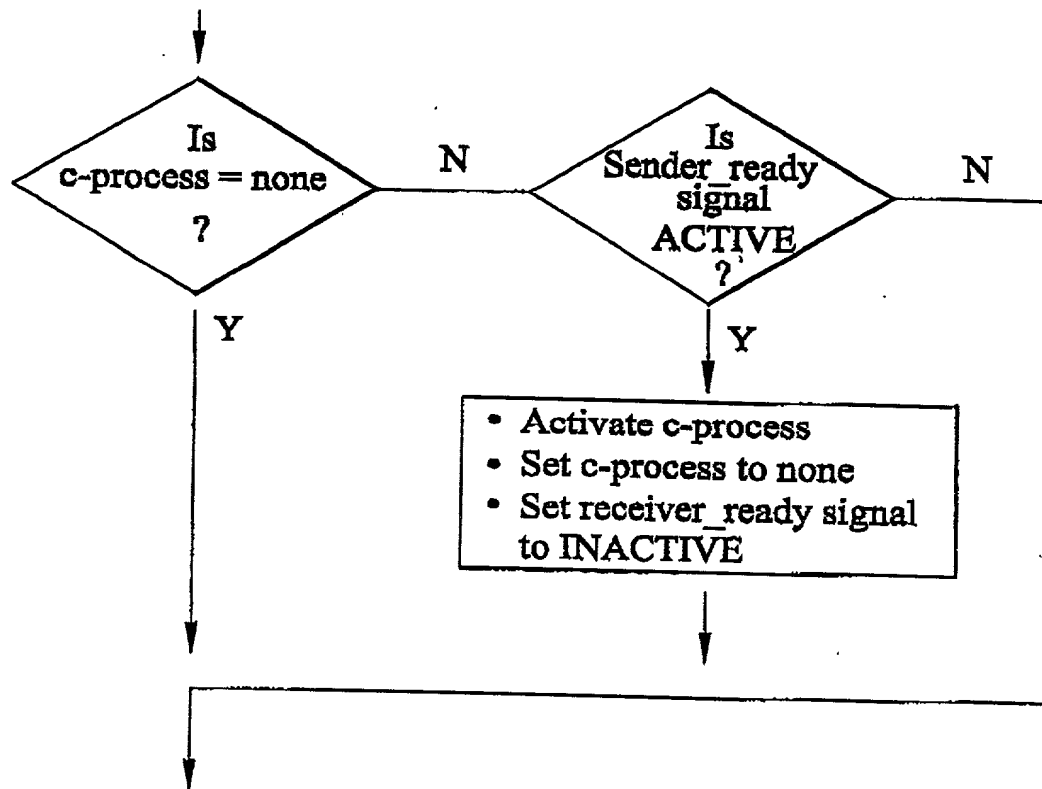 Is
c-process = none
?
N
Y
Is
Sender_ready
signal
ACTIVE
?
N
Y
• Activate c-process
• Set c-process to none
• Set receiver_ready signal
to INACTIVE